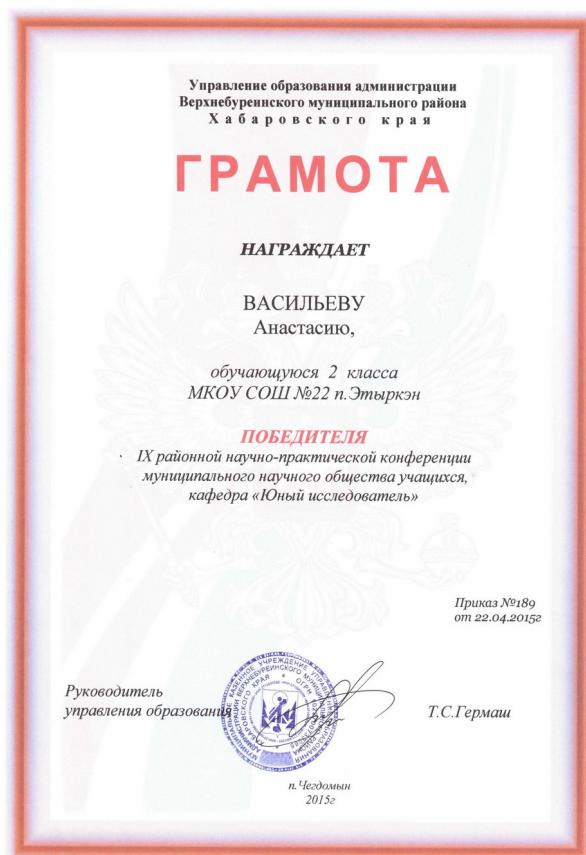 Управление образования администрации
Верхнебуреинского муниципального района
Хабаровского края
ГРАМОТА
НАГРАЖДАЕТ
ВАСИЛЬЕВУ
Анастасию,
обучающуюся 2 класса
МКОУ СОШ №22 п.Этыркэн
ПОБЕДИТЕЛЯ
IX районной научно-практической конференции
муниципального научного общества учащихся,
кафедра «Юный исследователь»
Приказ №189
от 22.04.2015г
Руководитель
управления образования
Т.С.Гермаш
п.Чегдомын
2015г